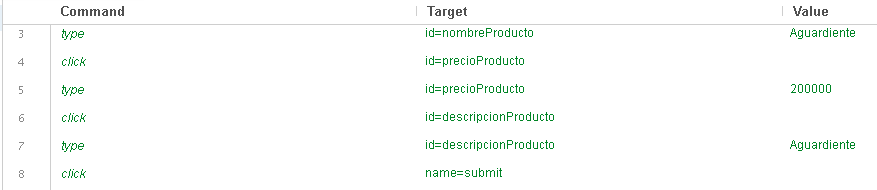 Command Target Value
3 type id=nombreProducto Aguardiente
4 click id=precioProducto
5 type id=precioProducto 200000
6 click id=descripcionProducto
7 type id=descripcionProducto Aguardiente
8 click name=submit